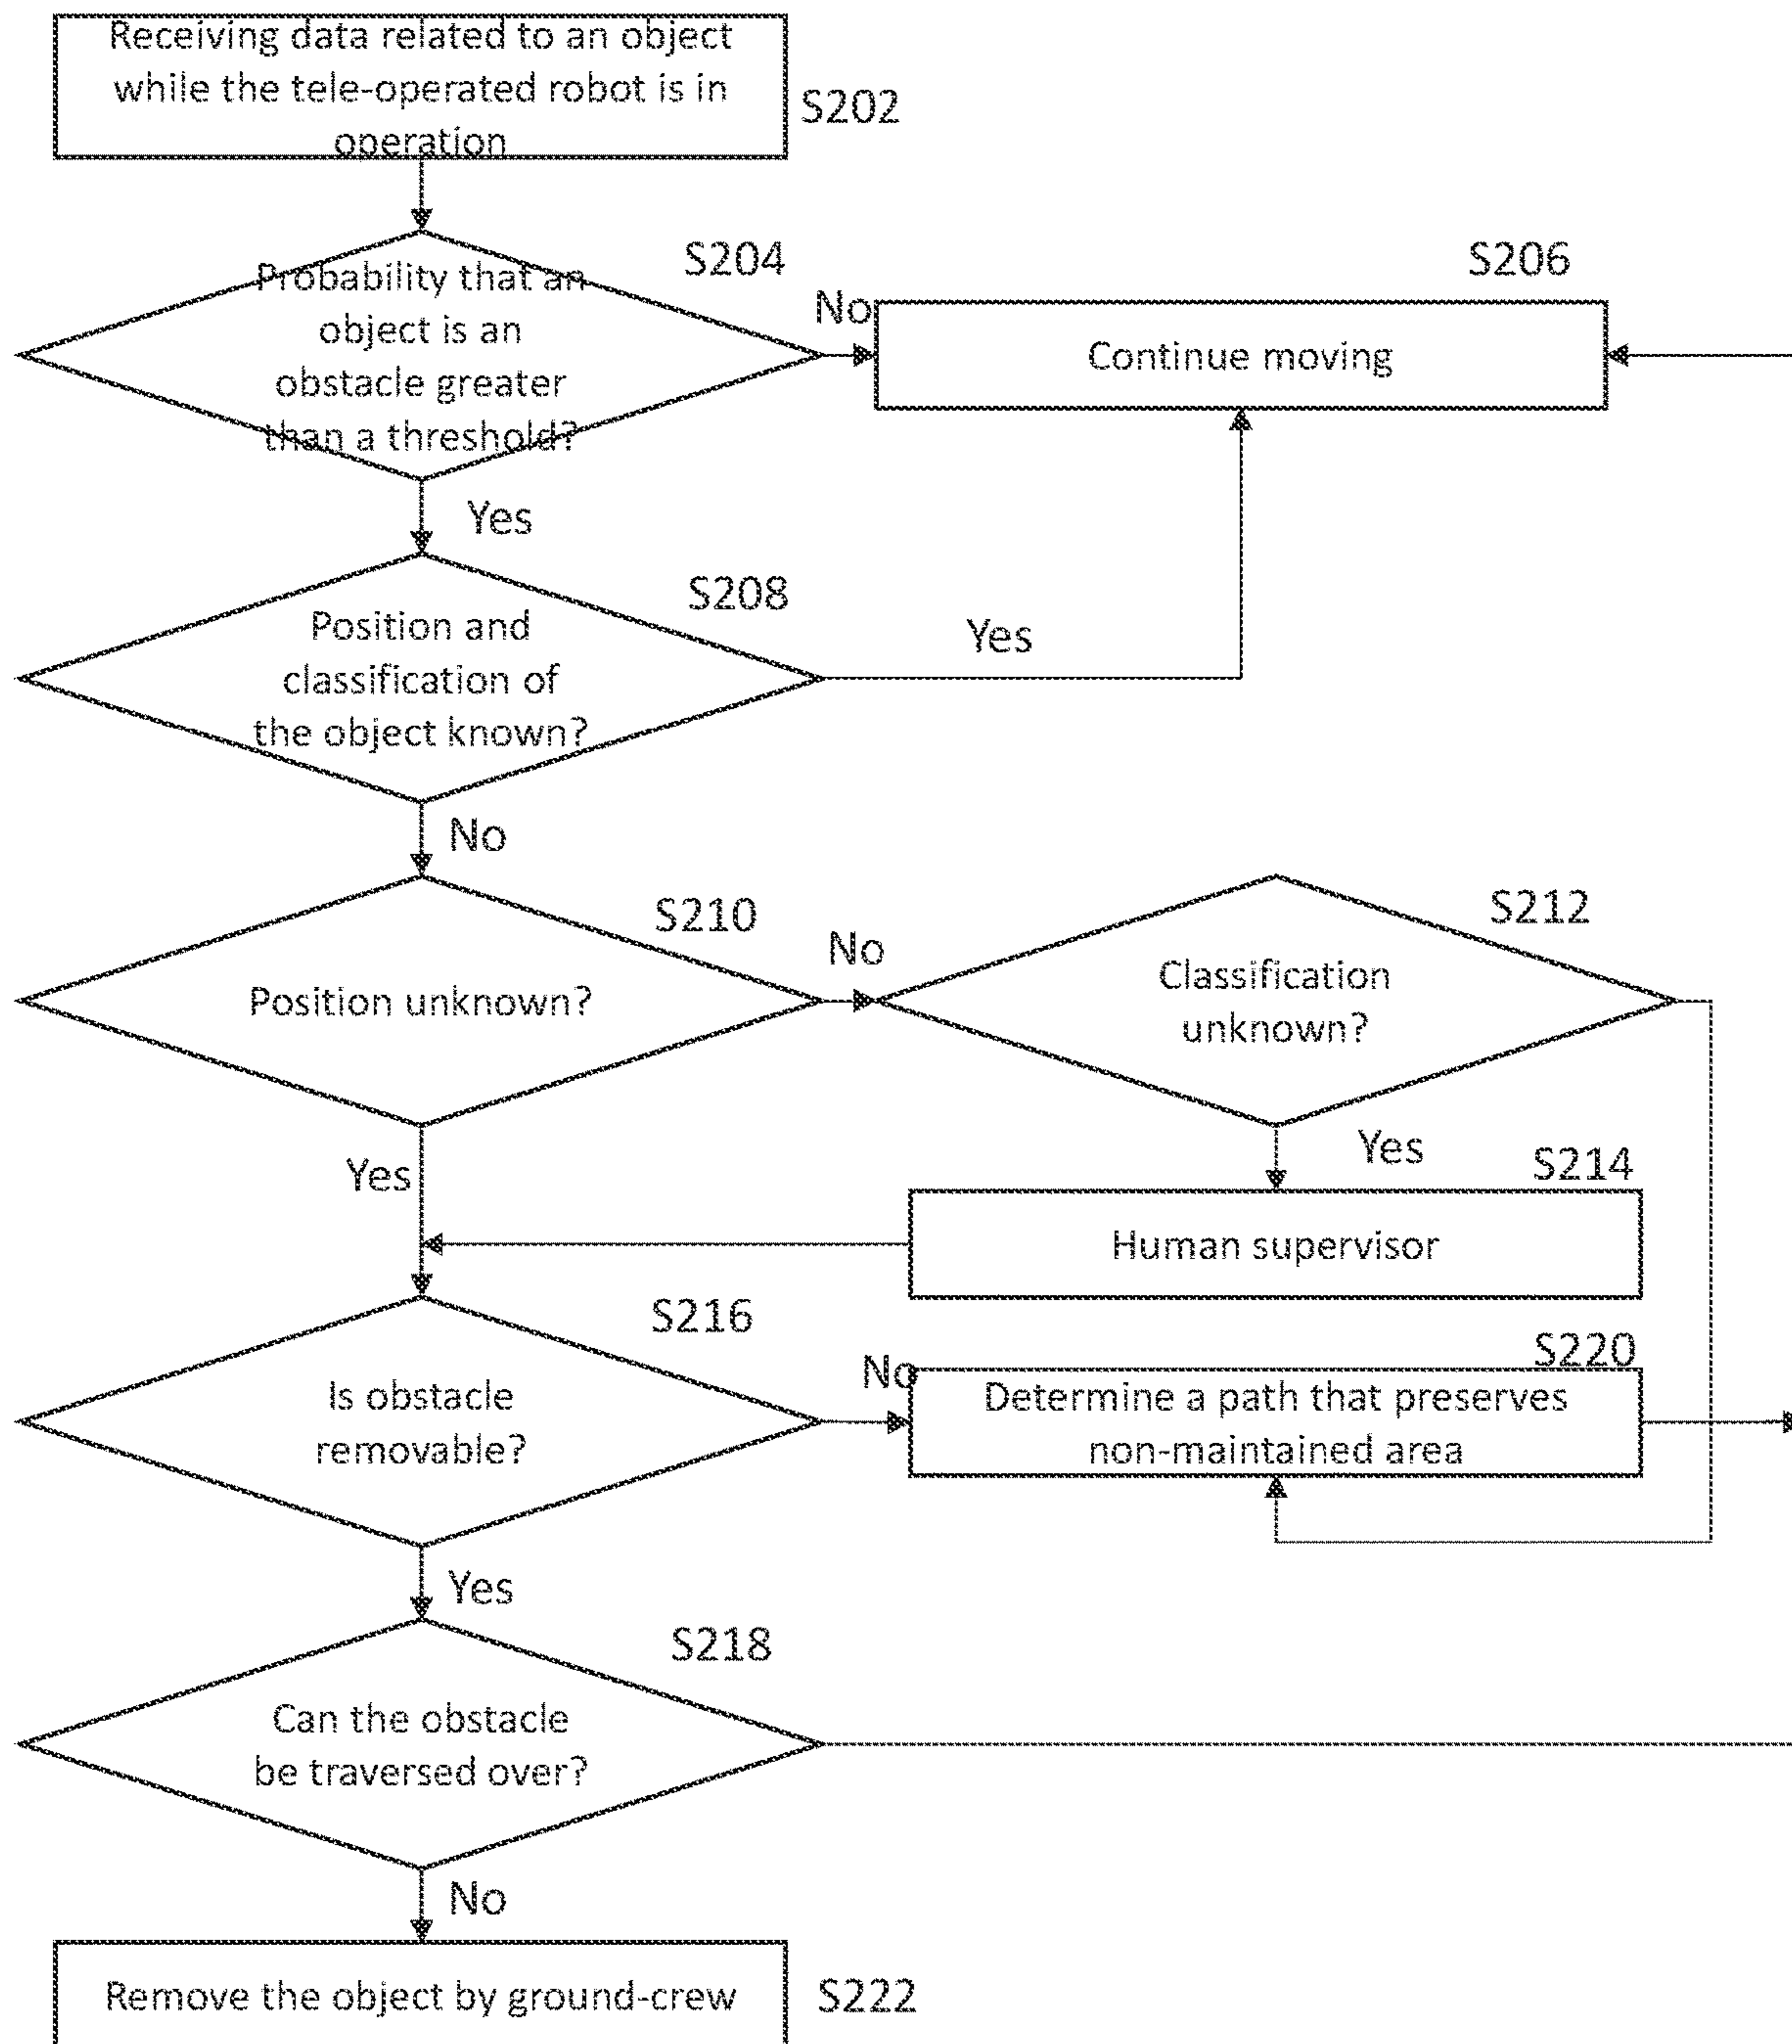 Receiving data related to an object
while the tele-operated robot is in
operation
S202
Probability that an
object is an
obstacle greater
than a threshold?
S204
No
S206
Continue moving
Yes
Position and
classification of
the object known?
S208
Yes
No
Position unknown?
S210
No
S212
Classification
unknown?
Yes
Yes
S214
Human supervisor
Is obstacle
removable?
S216
No
S220
Determine a path that preserves
non-maintained area
Yes
Can the obstacle
be traversed over?
S218
No
Remove the object by ground-crew
S222